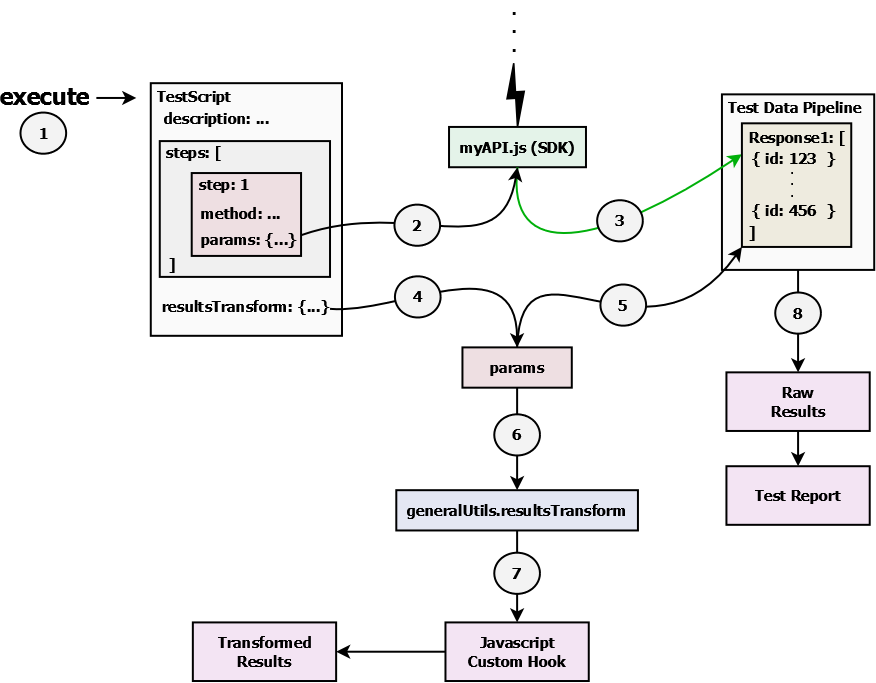 execute
1
TestScript
description: ...
steps: [
step: 1
method: ...
params: {...}
]
resultsTransform: {...}
2
myAPI.js (SDK)
3
Test Data Pipeline
Response1: [
{ id: 123 }
.
.
.
{ id: 456 }
]
4
5
params
6
generalUtils.resultsTransform
7
Javascript
Custom Hook
Transformed
Results
8
Raw
Results
Test Report